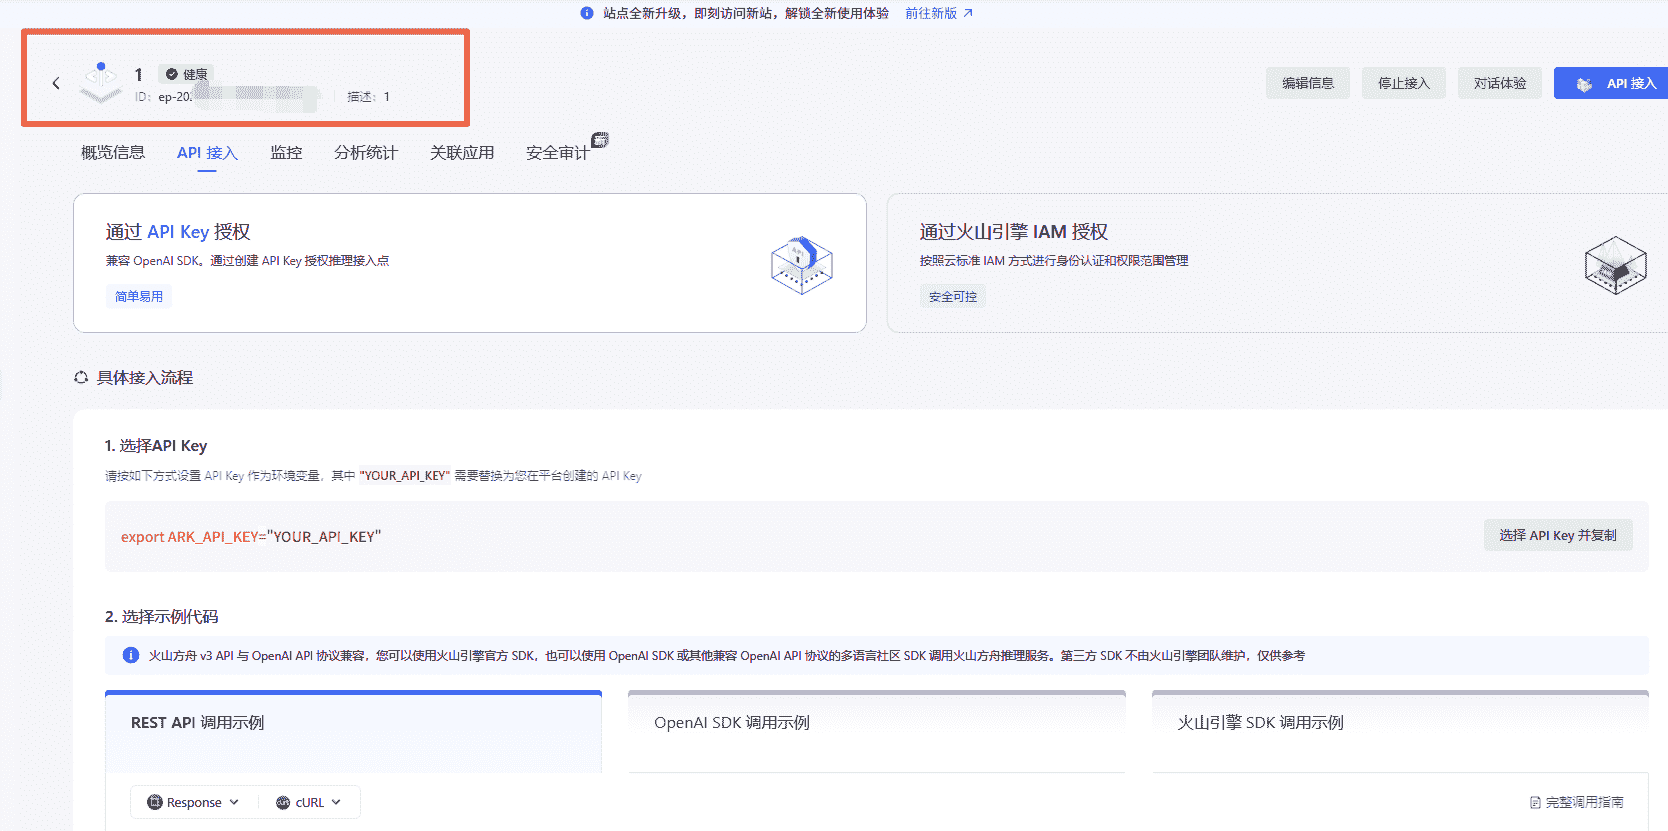 站点全新升级，即刻访问新站，解锁全新使用体验 前往新版
1 健康
ID：ep-20. 描述：1
编辑信息 停止接入 对话体验 API 接入
概览信息 API 接入 监控 分析统计 关联应用 安全审计
通过 API Key 授权
兼容 OpenAI SDK。通过创建 API Key 授权推理接入点
简单易用
通过火山引擎 IAM 授权
按照云标准 IAM 方式进行身份认证和权限范围管理
安全可控
具体接入流程
1. 选择API Key
请按如下方式设置 API Key 作为环境变量，其中 "YOUR_API_KEY" 需要替换为您在平台创建的 API Key
export ARK_API_KEY="YOUR_API_KEY"
选择 API Key 并复制
2. 选择示例代码
火山方舟 v3 API 与 OpenAI API 协议兼容，您可以使用火山引擎官方 SDK，也可以使用 OpenAI SDK 或其他兼容 OpenAI API 协议的多语言社区 SDK 调用火山方舟推理服务。第三方 SDK 不由火山引擎团队维护，仅供参考
REST API 调用示例 OpenAI SDK 调用示例 火山引擎 SDK 调用示例
Response cURL 完整调用指南